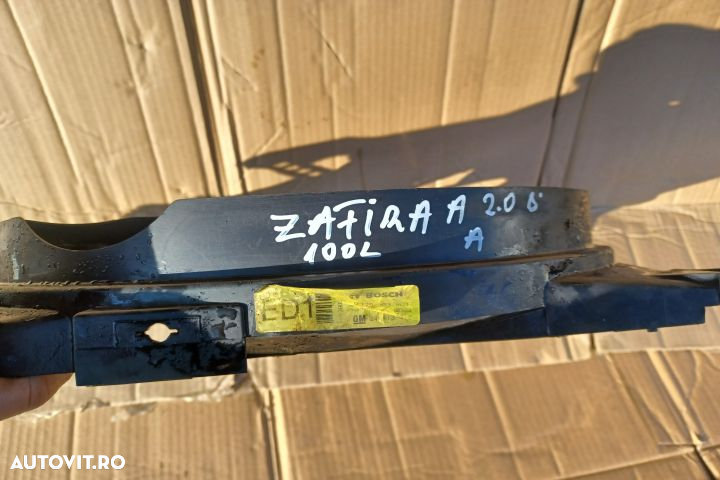 ZAFIRA A 2.0 B
100L A
ED1 BOSCH
GM
AUTOVIT.RO